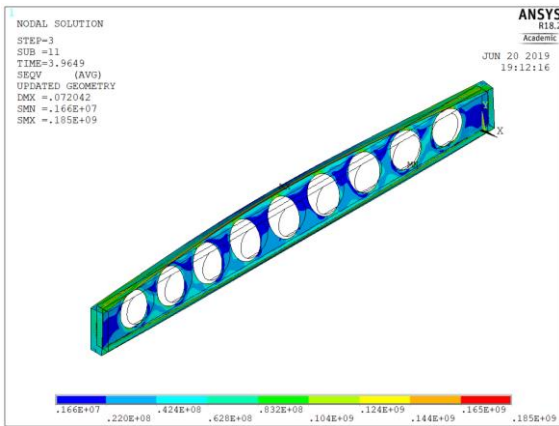 1
NODAL SOLUTION
STEP=3
SUB =11
TIME=3.9649
SEQV (AVG)
UPDATED GEOMETRY
DMX =.072042
SMN =.166E+07
SMX =.185E+09
ANSYS
R18.2
Academic
JUN 20 2019
19:12:16
X
MX
MN
.166E+07 .424E+08 .832E+08 .124E+09 .165E+09
.220E+08 .628E+08 .104E+09 .144E+09 .185E+09